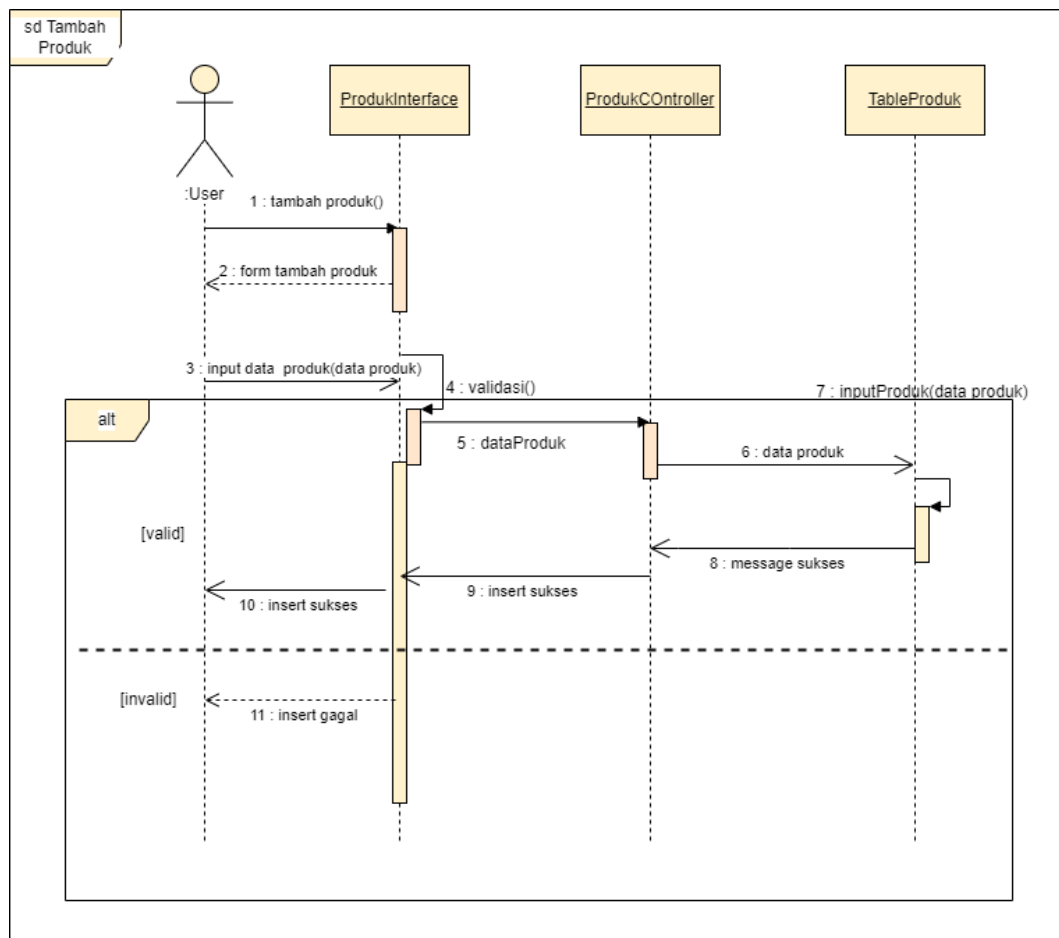 sd Tambah
Produk
ProdukInterface
ProdukCOntroller
TableProduk
:User
1 : tambah produk()
2 : form tambah produk
3 : input data produk(data produk)
4 : validasi()
7 : inputProduk(data produk)
alt
5 : dataProduk
6 : data produk
[valid]
8 : message sukses
9 : insert sukses
10 : insert sukses
[invalid]
11 : insert gagal